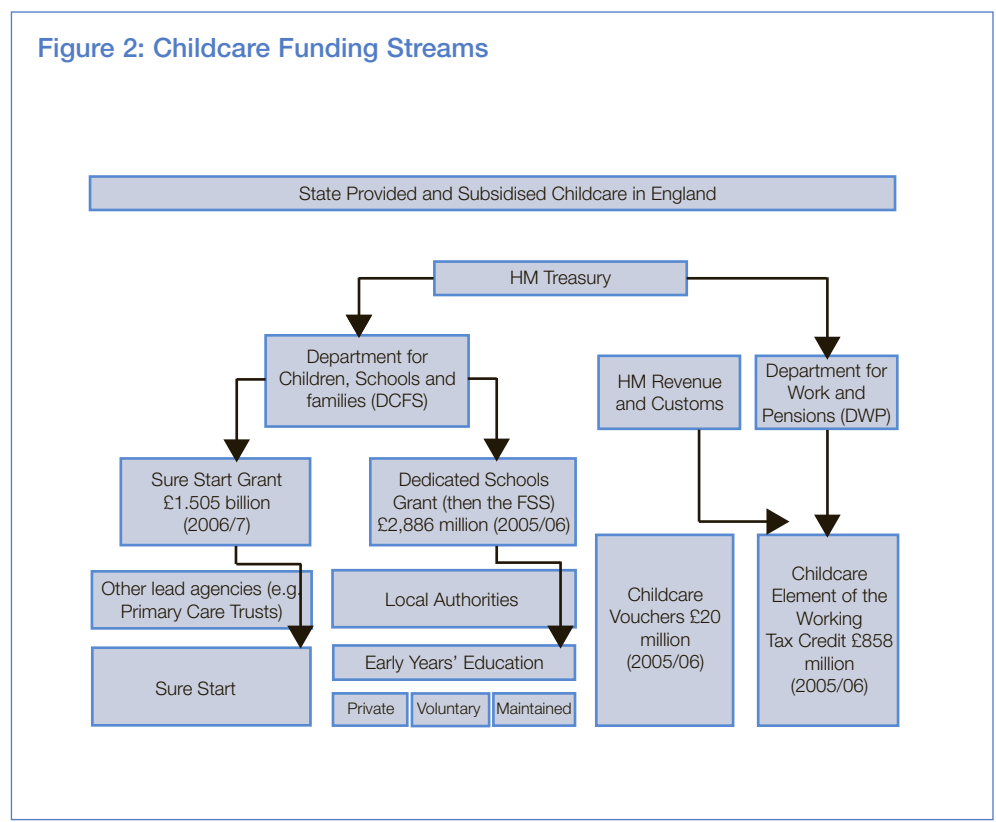 Figure 2: Childcare Funding Streams
State Provided and Subsidised Childcare in England
HM Treasury
Department for
Children, Schools and
families (DCFS)
HM Revenue
and Customs
Department for
Work and
Pensions (DWP)
Sure Start Grant
£1.505 billion
(2006/7)
Dedicated Schools
Grant (then the FSS)
£2,886 million (2005/06)
Other lead agencies (e.g.
Primary Care Trusts)
Local Authorities
Childcare
Vouchers £20
million
(2005/06)
Childcare
Element of the
Working
Tax Credit £858
million
(2005/06)
Sure Start
Early Years' Education
Private
Voluntary
Maintained